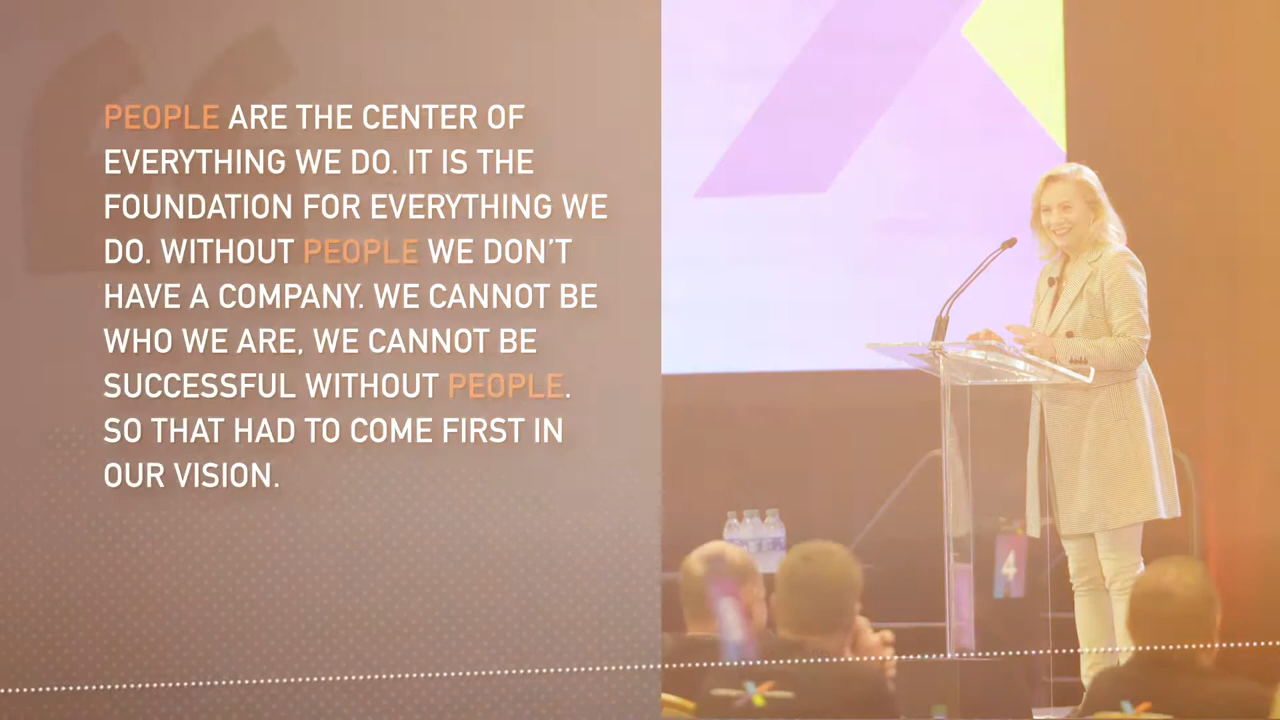 PEOPLE ARE THE CENTER OF
EVERYTHING WE DO. IT IS THE
FOUNDATION FOR EVERYTHING WE
DO. WITHOUT PEOPLE WE DON'T
HAVE A COMPANY. WE CANNOT BE
WHO WE ARE, WE CANNOT BE
SUCCESSFUL WITHOUT PEOPLE.
SO THAT HAD TO COME FIRST IN
OUR VISION.
4